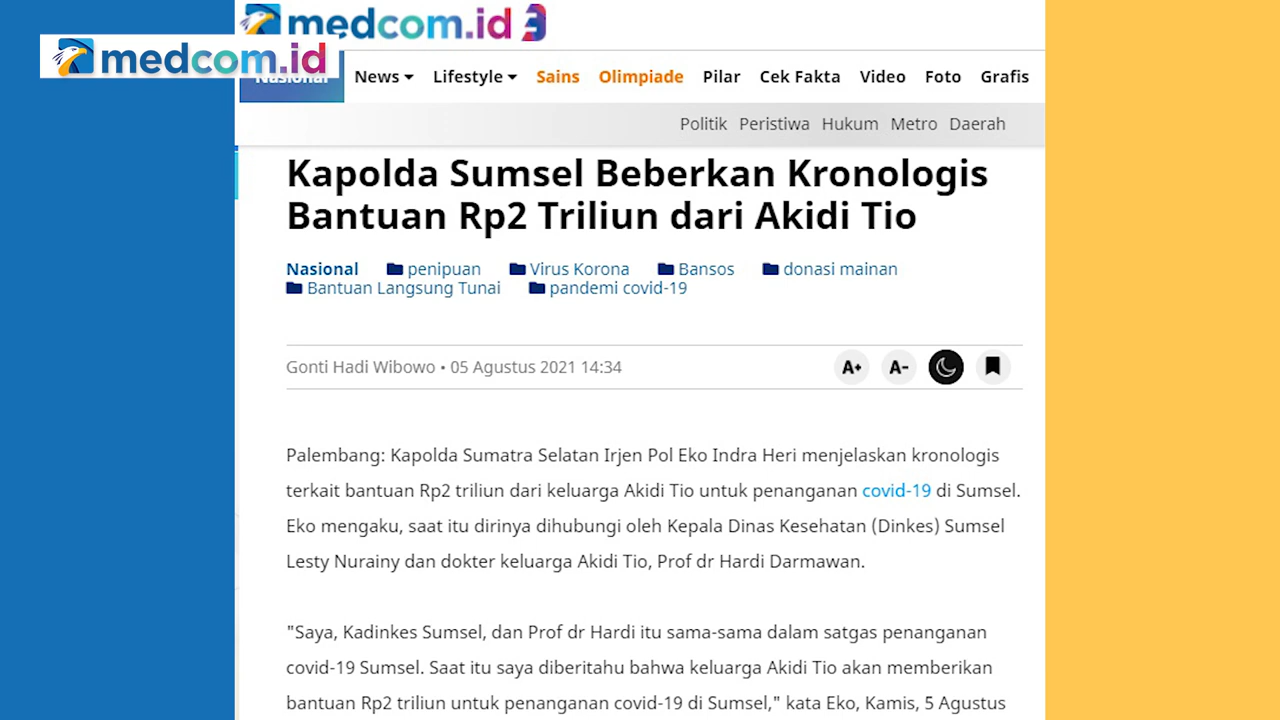 medcom.id
medcom.id
Nasional
News Lifestyle Sains Olimpiade Pilar Cek Fakta Video Foto Grafis
Politik Peristiwa Hukum Metro Daerah
Kapolda Sumsel Beberkan Kronologis
Bantuan Rp2 Triliun dari Akidi Tio
Nasional penipuan Virus Korona Bansos donasi mainan
Bantuan Langsung Tunai pandemi covid-19
Gonti Hadi Wibowo • 05 Agustus 2021 14:34 A+ A-
Palembang: Kapolda Sumatra Selatan Irjen Pol Eko Indra Heri menjelaskan kronologis
terkait bantuan Rp2 triliun dari keluarga Akidi Tio untuk penanganan covid-19 di Sumsel.
Eko mengaku, saat itu dirinya dihubungi oleh Kepala Dinas Kesehatan (Dinkes) Sumsel
Lesty Nurainy dan dokter keluarga Akidi Tio, Prof dr Hardi Darmawan.
"Saya, Kadinkes Sumsel, dan Prof dr Hardi itu sama-sama dalam satgas penanganan
covid-19 Sumsel. Saat itu saya diberitahu bahwa keluarga Akidi Tio akan memberikan
bantuan Rp2 triliun untuk penanganan covid-19 di Sumsel," kata Eko, Kamis, 5 Agustus